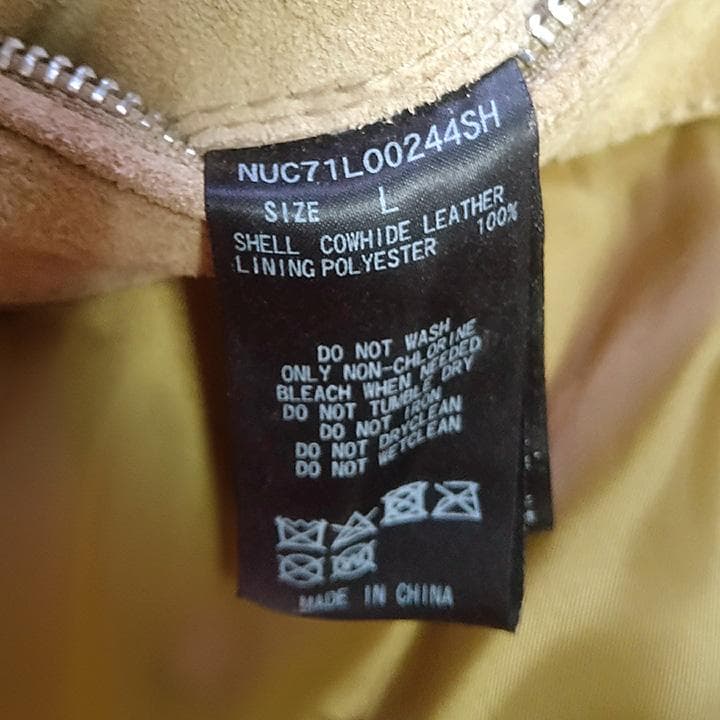 NUC71L00244SH
SIZE L
SHELL COWHIDE LEATHER
LINING POLYESTER 100%
DO NOT WASH
ONLY NON-CHLORINE
BLEACH WHEN NEEDED
DO NOT TUMBLE DRY
DO NOT IRON
DO NOT DRYCLEAN
DO NOT WETCLEAN
MADE IN CHINA